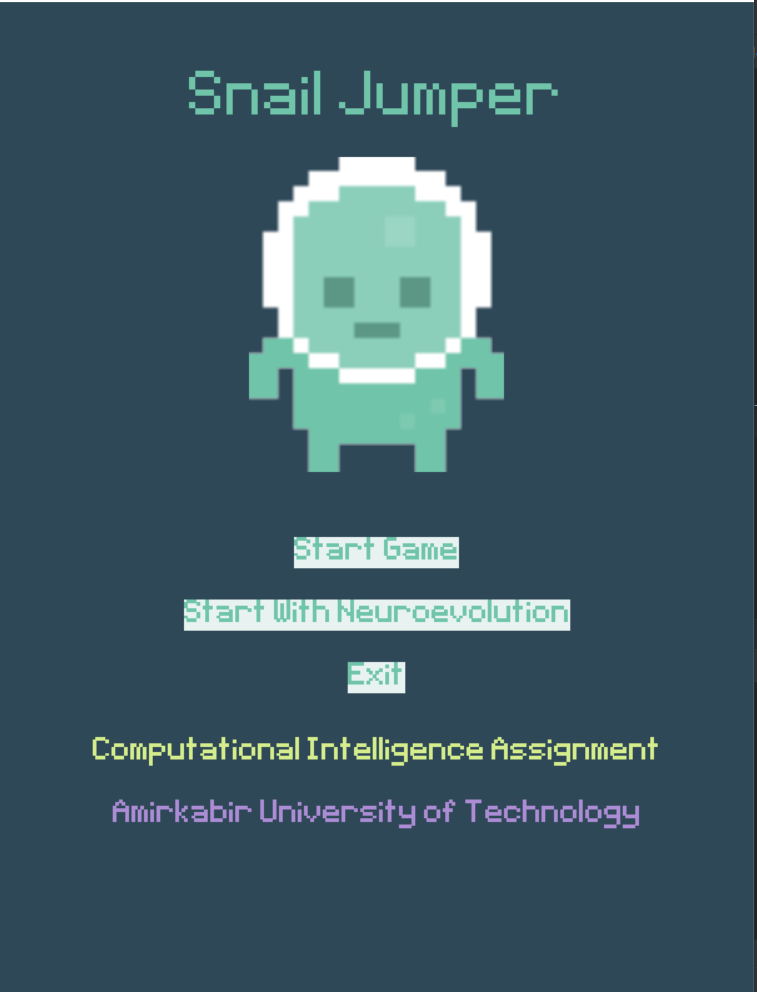 Snail Jumper
Start Game
Start With Neuroevolution
Exit
Computational Intelligence Assignment
Amirkabir University of Technology